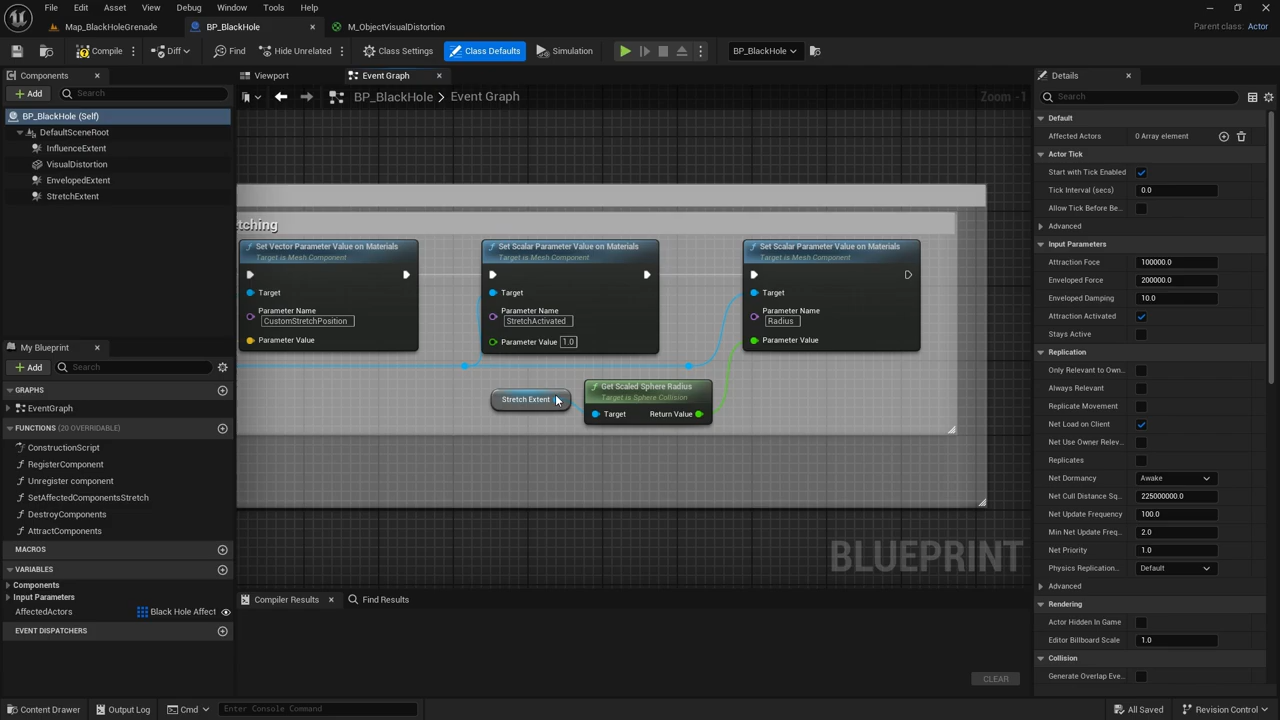 File Edit Asset View Debug Window Tools Help
Map_BlackHoleGrenade BP_BlackHole M_ObjectVisualDistortion Parent class: Actor
Compile Diff Find Hide Unrelated Class Settings Class Defaults Simulation BP_BlackHole
Components
Add Search
BP_BlackHole (Self)
DefaultSceneRoot
InfluenceExtent
VisualDistortion
EnvelopedExtent
StretchExtent
My Blueprint
Add Search
GRAPHS
EventGraph
FUNCTIONS (20 OVERRIDABLE)
ConstructionScript
RegisterComponent
Unregister component
SetAffectedComponentsStretch
DestroyComponents
AttractComponents
MACROS
VARIABLES
Components
Input Parameters
AffectedActors Black Hole Affect
EVENT DISPATCHERS
Viewport Event Graph
BP_BlackHole > Event Graph Zoom -1
etching
Set Vector Parameter Value on Materials
Target is Mesh Component
Target
Parameter Name
CustomStretchPosition
Parameter Value
Set Scalar Parameter Value on Materials
Target is Mesh Component
Target
Parameter Name
StretchActivated
Parameter Value 1.0
Set Scalar Parameter Value on Materials
Target is Mesh Component
Target
Parameter Name
Radius
Parameter Value
Stretch Extent
Get Scaled Sphere Radius
Target is Sphere Collision
Target Return Value
BLUEPRINT
Compiler Results Find Results
CLEAR
Details
Search
Default
Affected Actors 0 Array element
Actor Tick
Start with Tick Enabled
Tick Interval (secs) 0.0
Allow Tick Before Be...
Advanced
Input Parameters
Attraction Foce 100000.0
Enveloped Force 200000.0
Enveloped Damping 10.0
Attraction Activated
Stays Active
Replication
Only Relevant to Own...
Always Relevant
Replicate Movement
Net Load on Client
Net Use Owner Relev...
Replicates
Net Dormancy Awake
Net Cull Distance Sq... 225000000.0
Net Update Frequency 100.0
Min Net Update Freq... 2.0
Net Priority 1.0
Physics Replication... Default
Advanced
Rendering
Actor Hidden In Game
Editor Billboard Scale 1.0
Collision
Generate Overlap Eve...
Content Drawer Output Log Cmd Enter Console Command All Saved Revision Control